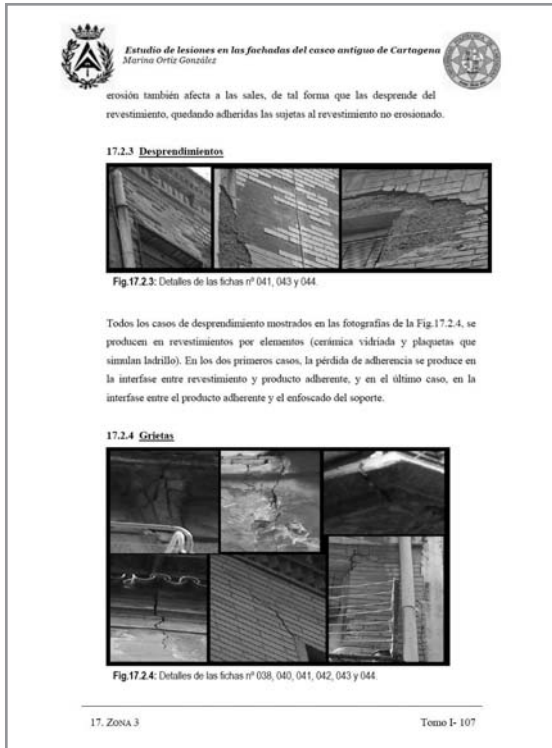 Estudio de lesiones en las fachadas del casco antiguo de Cartagena
Marina Ortiz González
erosión también afecta a las sales, de tal forma que las desprende del
revestimiento, quedando adheridas las sujetas al revestimiento no erosionado.
17.2.3 Desprendimientos
Fig.17.2.3: Detalles de las fichas nº 041, 043 y 044.
Todos los casos de desprendimiento mostrados en las fotografías de la Fig.17.2.4, se
producen en revestimientos por elementos (cerámica vidriada y plaquetas que
simulan ladrillo). En los dos primeros casos, la pérdida de adherencia se produce en
la interfase entre revestimiento y producto adherente, y en el último caso, en la
interfase entre el producto adherente y el enfoscado del soporte.
17.2.4 Grietas
Fig.17.2.4: Detalles de las fichas nº 038, 040, 041, 042, 043 y 044.
17. ZONA 3
Tomo I- 107